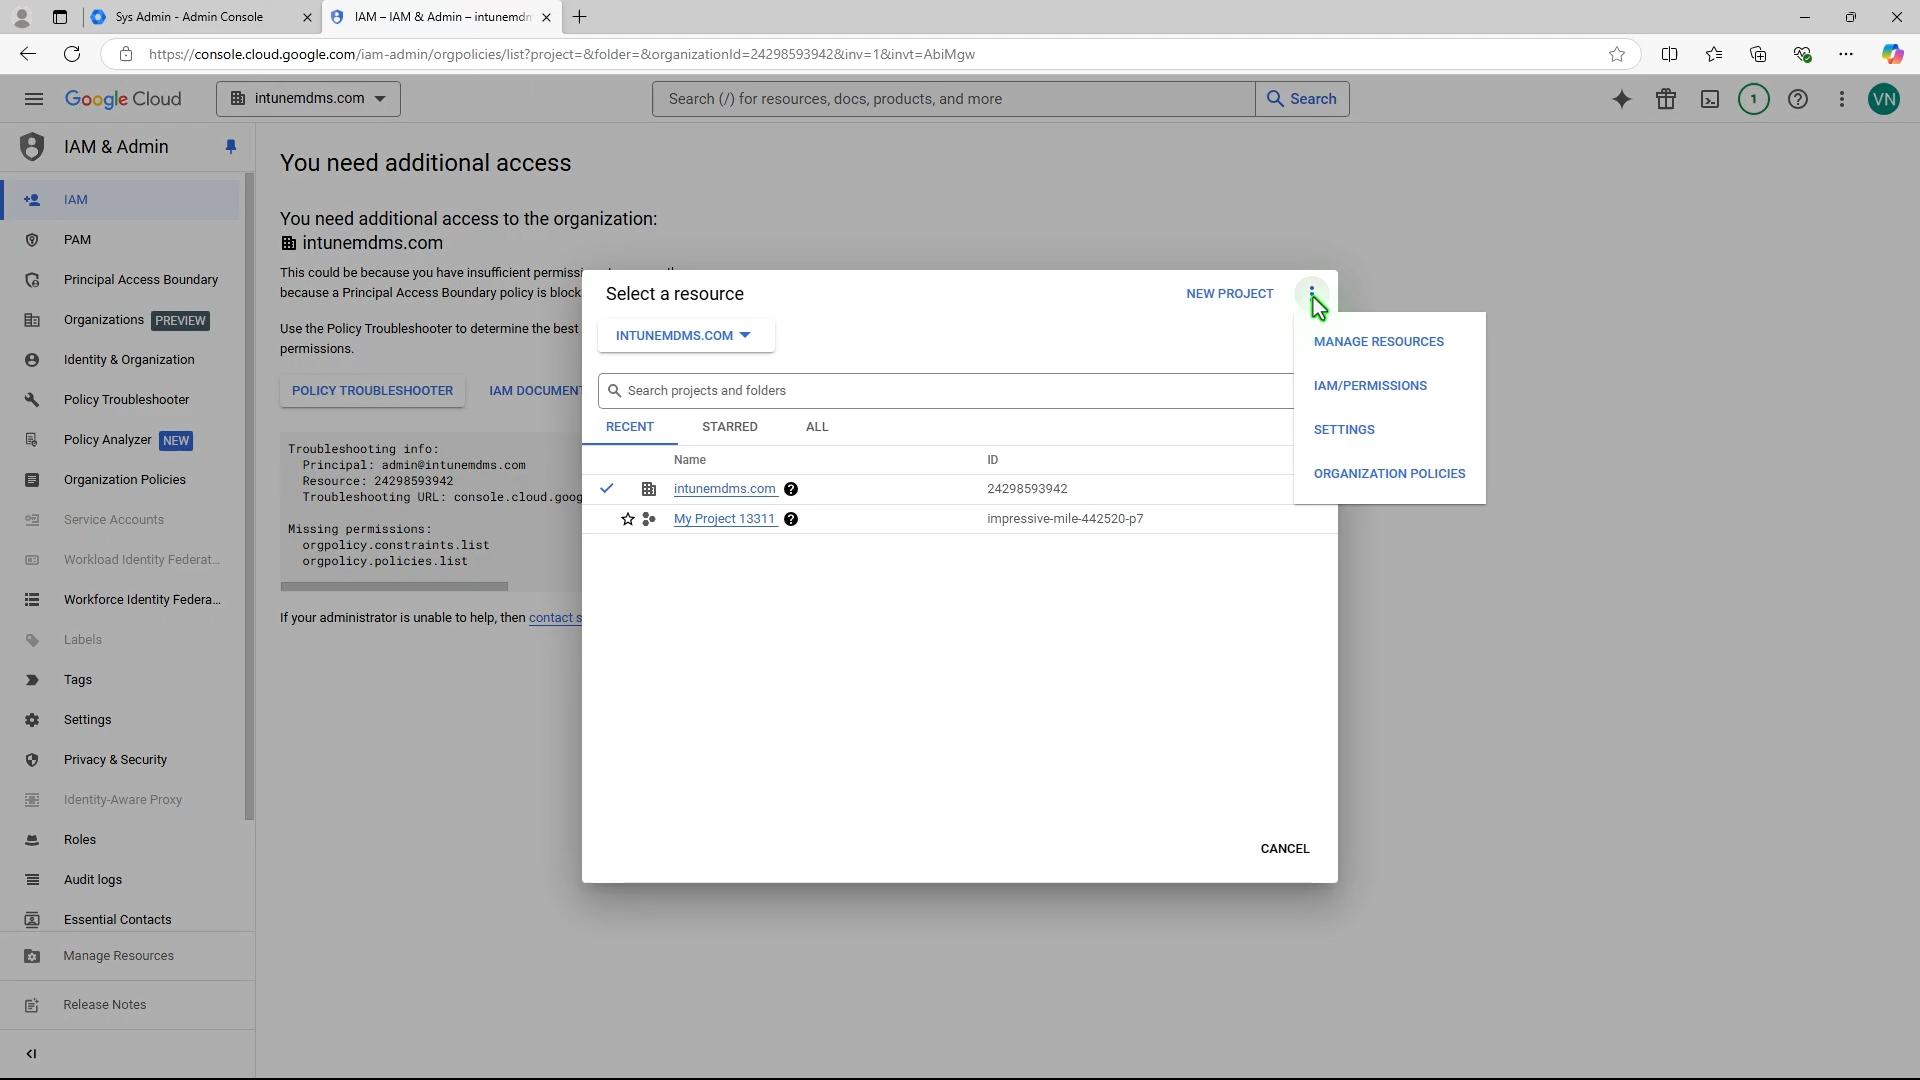 Sys Admin - Admin Console
IAM – IAM & Admin – intunemdm
https://console.cloud.google.com/iam-admin/orgpolicies/list?project=&folder=&organizationId=24298593942&inv=1&invt=AbiMgw
Google Cloud
intunemdms.com
Search (/) for resources, docs, products, and more
Search
1
VN
IAM & Admin
IAM
PAM
Principal Access Boundary
Organizations PREVIEW
Identity & Organization
Policy Troubleshooter
Policy Analyzer NEW
Organization Policies
Service Accounts
Workload Identity Federat...
Workforce Identity Federa...
Labels
Tags
Settings
Privacy & Security
Identity-Aware Proxy
Roles
Audit logs
Essential Contacts
Manage Resources
Release Notes
You need additional access
You need additional access to the organization:
intunemdms.com
This could be because you have insufficient
because a Principal Access Boundary policy is
Use the Policy Troubleshooter to determine the best
permissions.
POLICY TROUBLESHOOTER
IAM
Troubleshooting info:
Principal: admin@intunemdms.com
Resource: 24298593942
Troubleshooting URL: console.cloud.goog
Missing permissions:
orgpolicy.constraints.list
orgpolicy.policies.list
If your administrator is unable to help, then contact s
Select a resource
NEW PROJECT
INTUNEMDMS.COM
Search projects and folders
RECENT
STARRED
ALL
Name
ID
intunemdms.com
24298593942
My Project 13311
impressive-mile-442520-p7
CANCEL
MANAGE RESOURCES
IAM/PERMISSIONS
SETTINGS
ORGANIZATION POLICIES